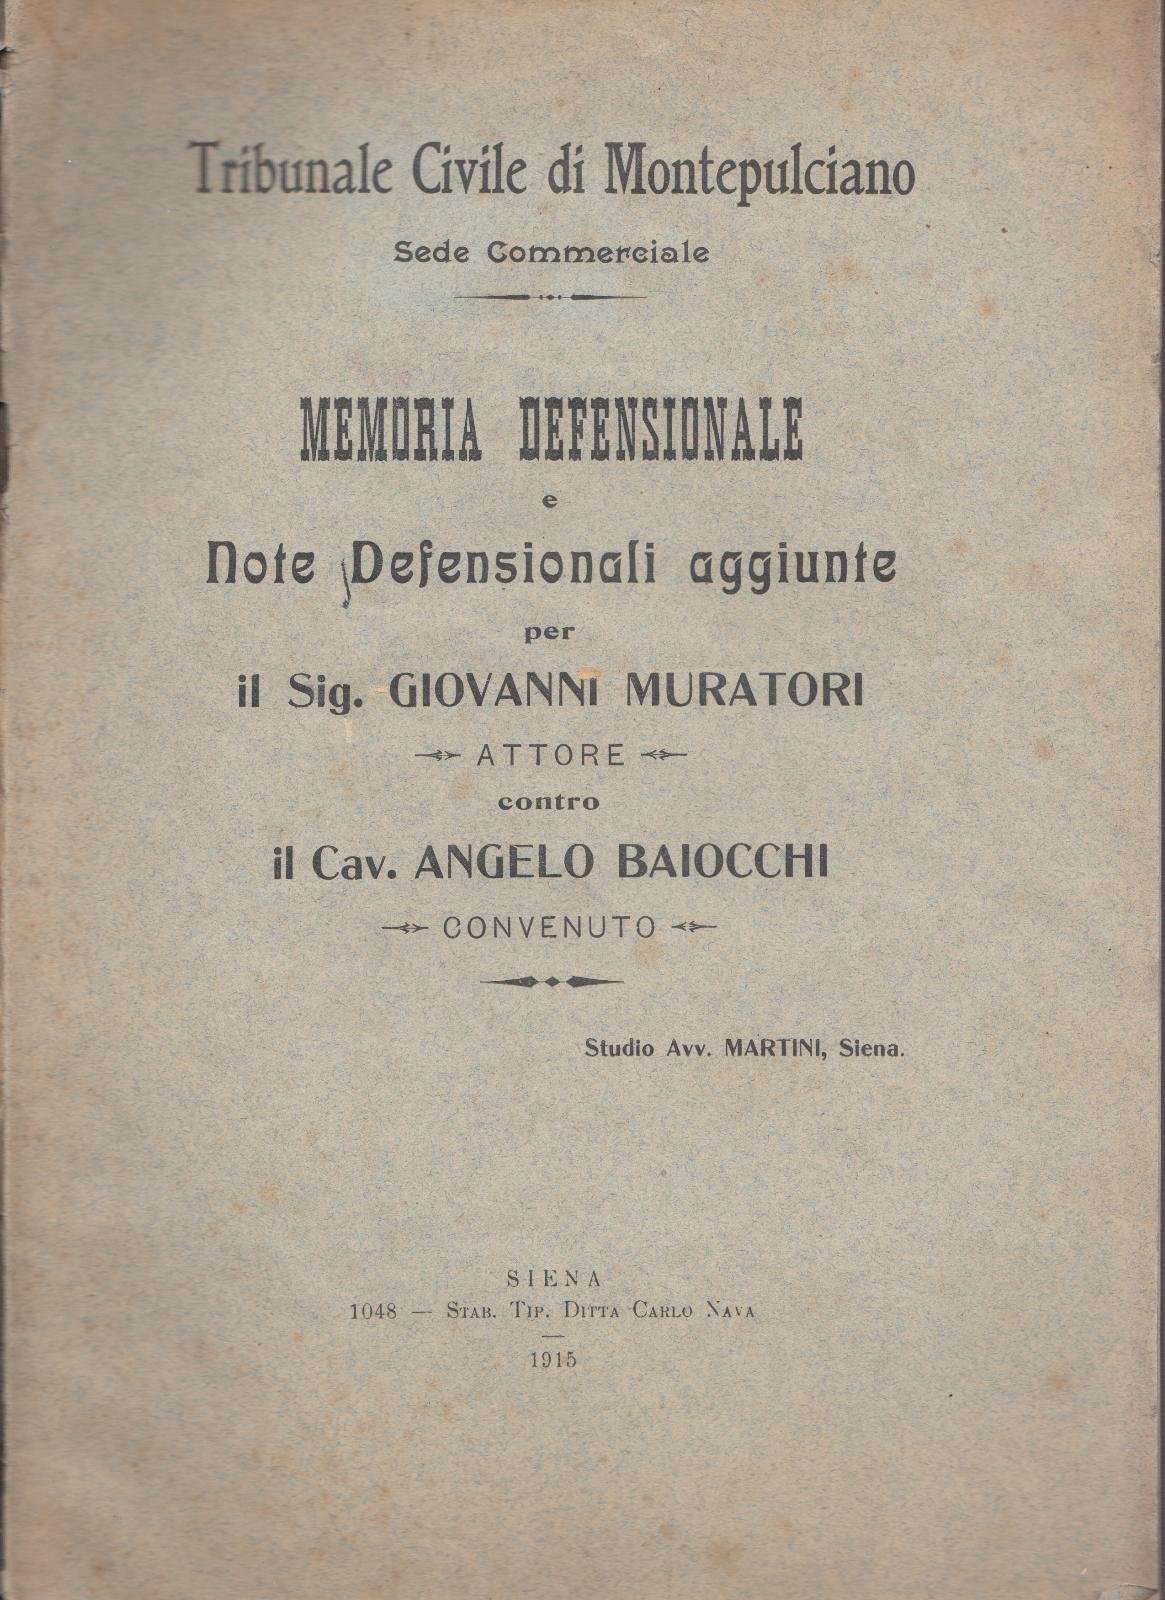 Tribunale Civile di Montepulciano
Sede Commerciale
MEMORIA DEFENSIONALE
e
Note Defensionali aggiunte
per
il Sig. GIOVANNI MURATORI
ATTORE
contro
il Cav. ANGELO BAIOCCHI
CONVENUTO
Studio Avv. MARTINI, Siena.
SIENA
1048 — Stab. Tip. Ditta Carlo Nava
1915